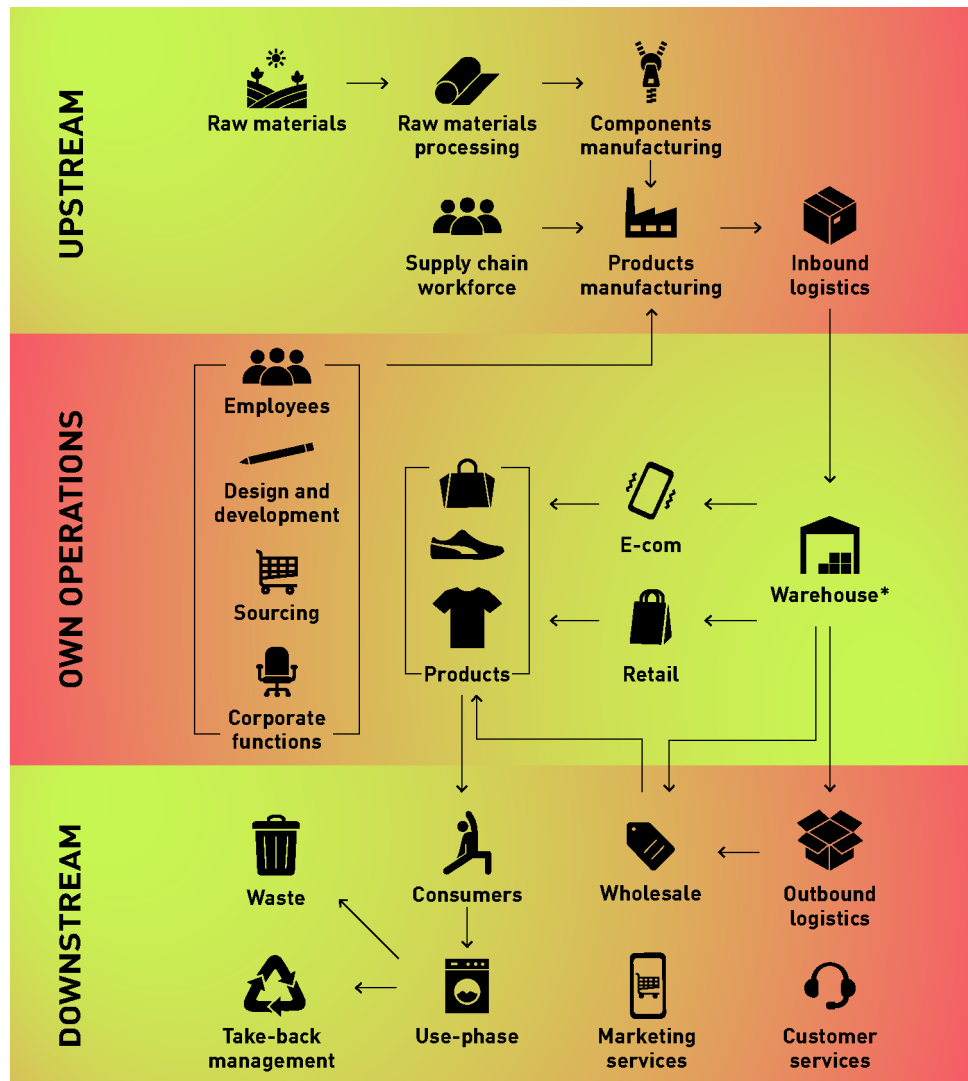 UPSTREAM
Raw materials
Raw materials
processing
Components
manufacturing
Supply chain
workforce
Products
manufacturing
Inbound
logistics
OWN OPERATIONS
Employees
Design and
development
Sourcing
Corporate
functions
Products
E-com
Retail
Warehouse*
DOWNSTREAM
Waste
Consumers
Wholesale
Outbound
logistics
Take-back
management
Use-phase
Marketing
services
Customer
services